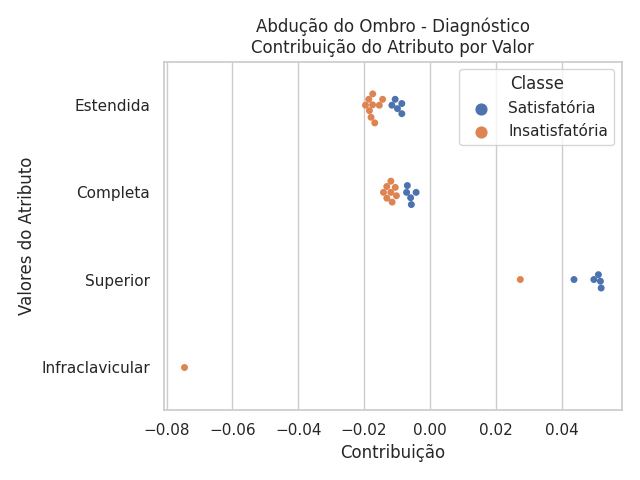 Abdução do Ombro - Diagnóstico
Contribuição do Atributo por Valor
Classe
Satisfatória
Insatisfatória
Valores do Atributo
Estendida
Completa
Superior
Infraclavicular
−0.08 −0.06 −0.04 −0.02 0.00 0.02 0.04
Contribuição